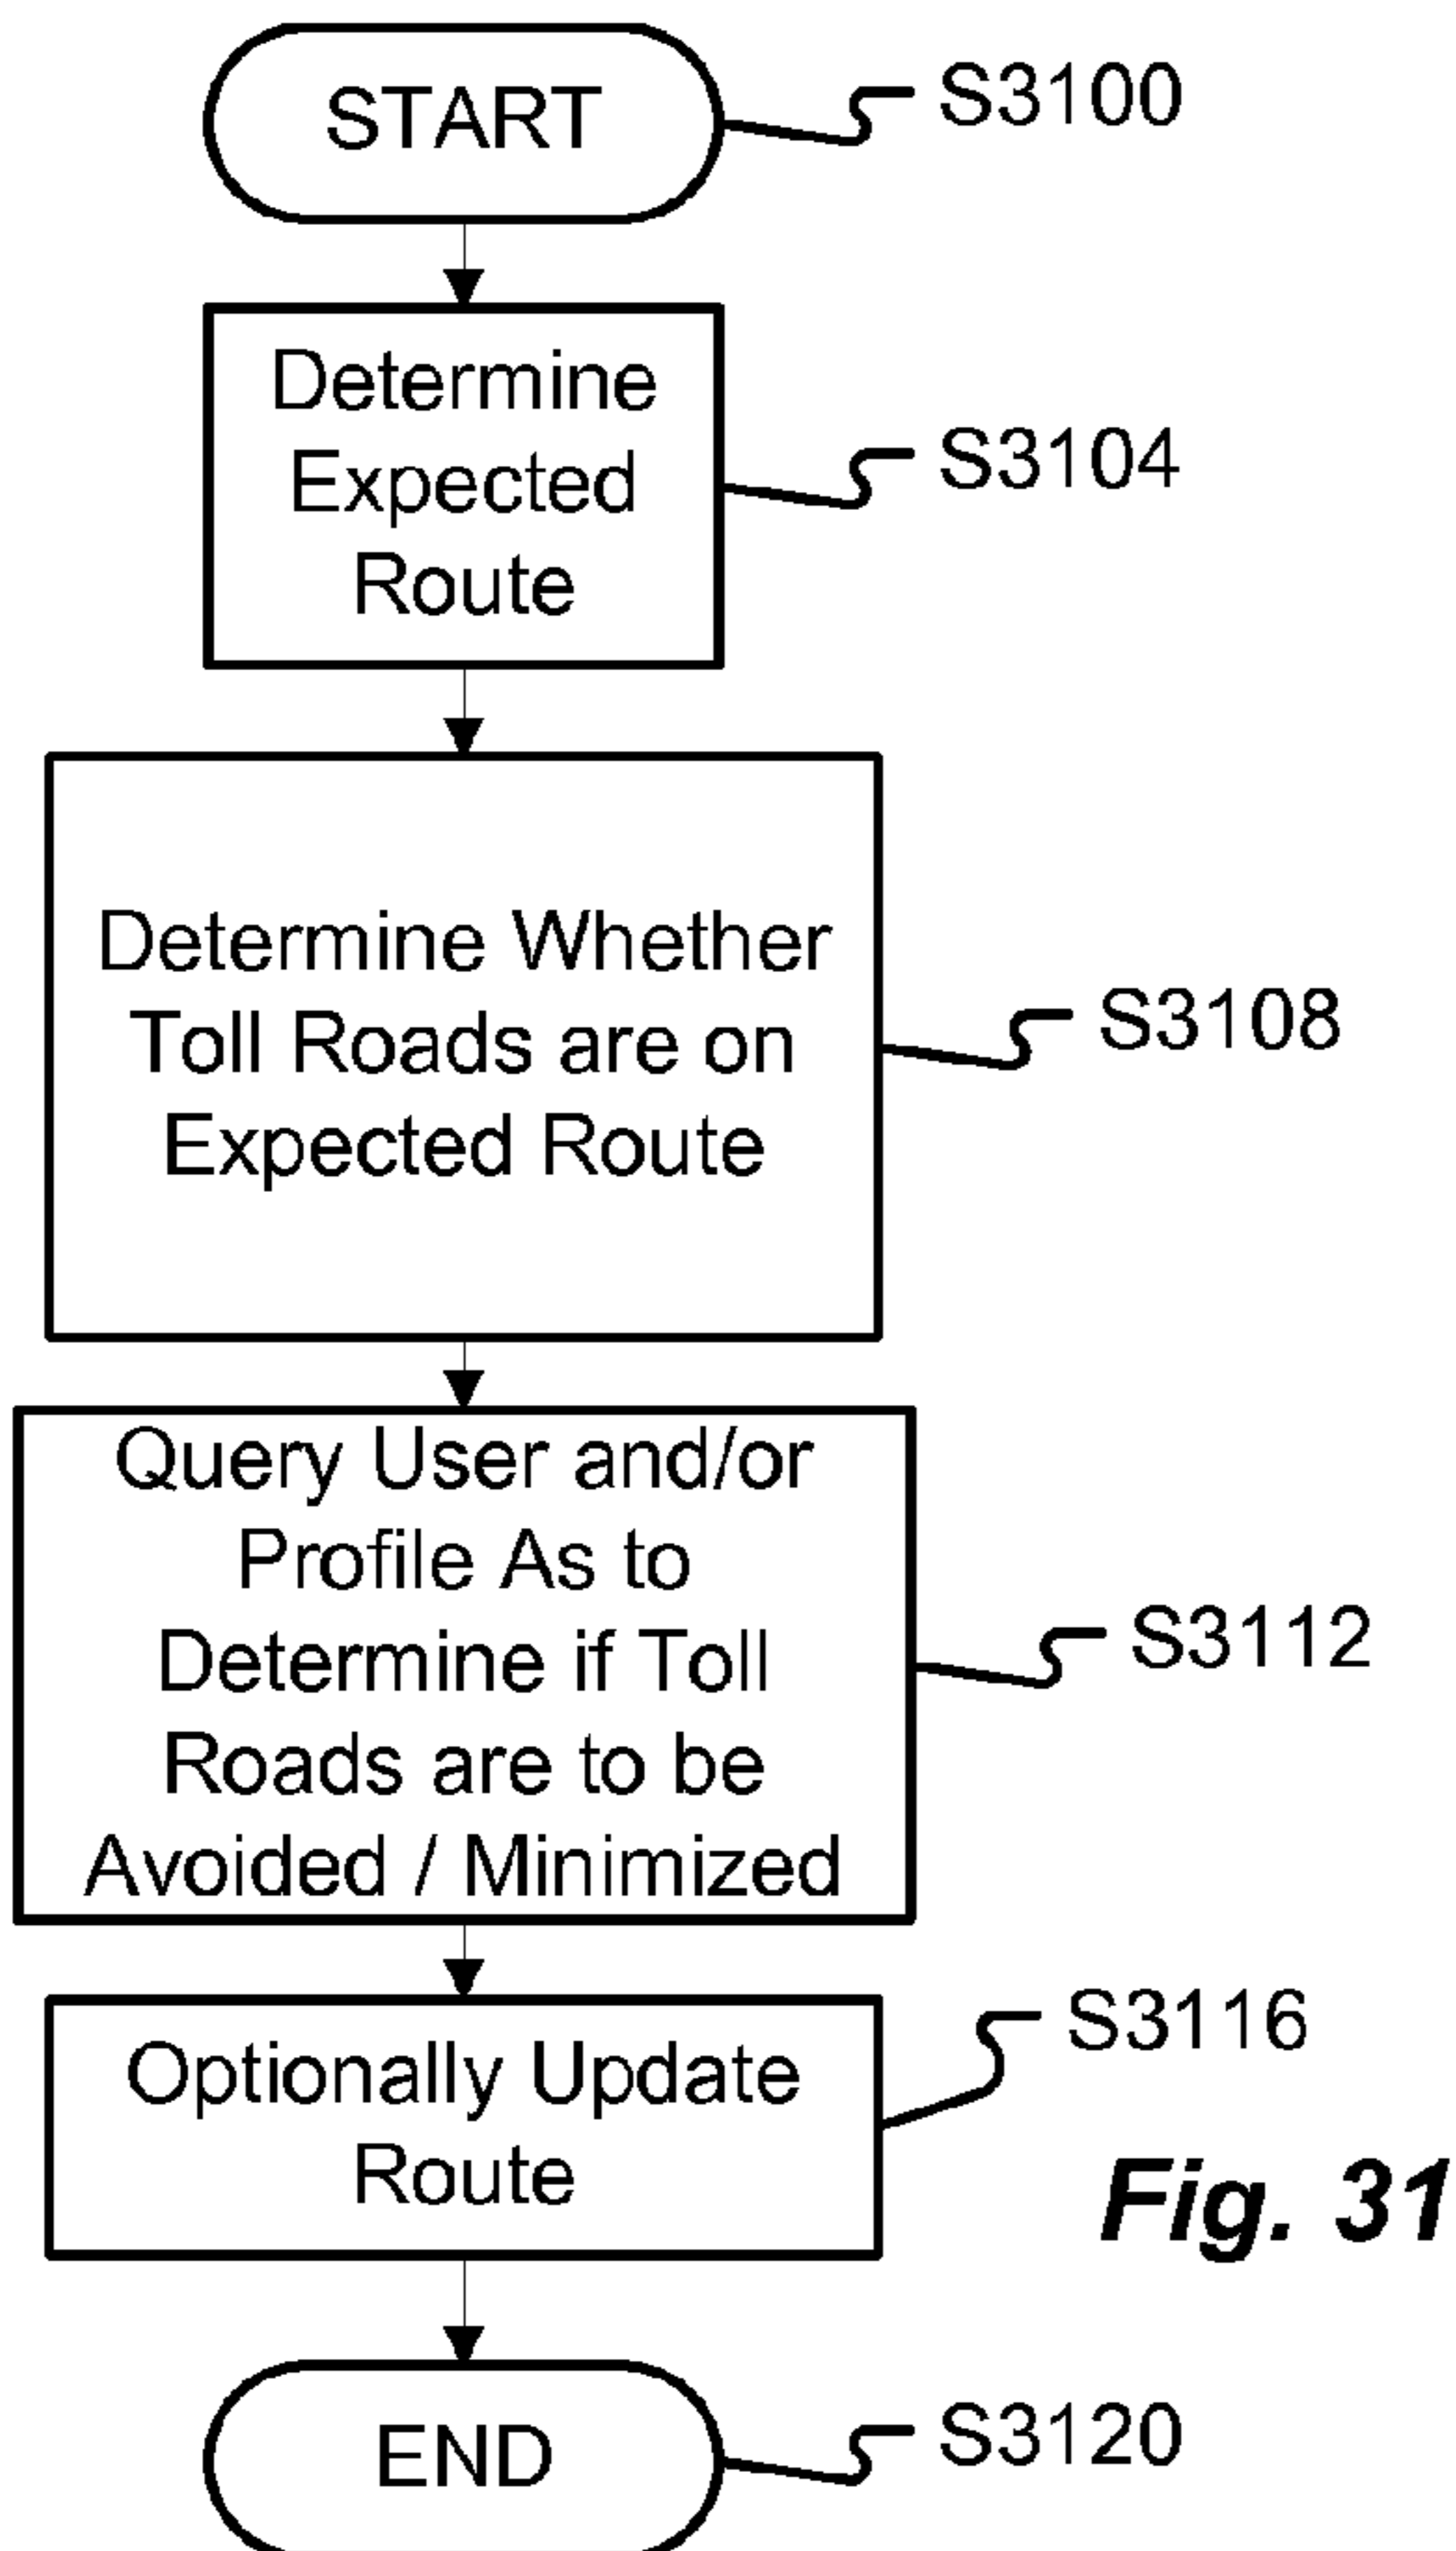 START
S3100
Determine
Expected
Route
S3104
Determine Whether
Toll Roads are on
Expected Route
S3108
Query User and/or
Profile As to
Determine if Toll
Roads are to be
Avoided / Minimized
S3112
Optionally Update
Route
S3116
Fig. 31
END
S3120